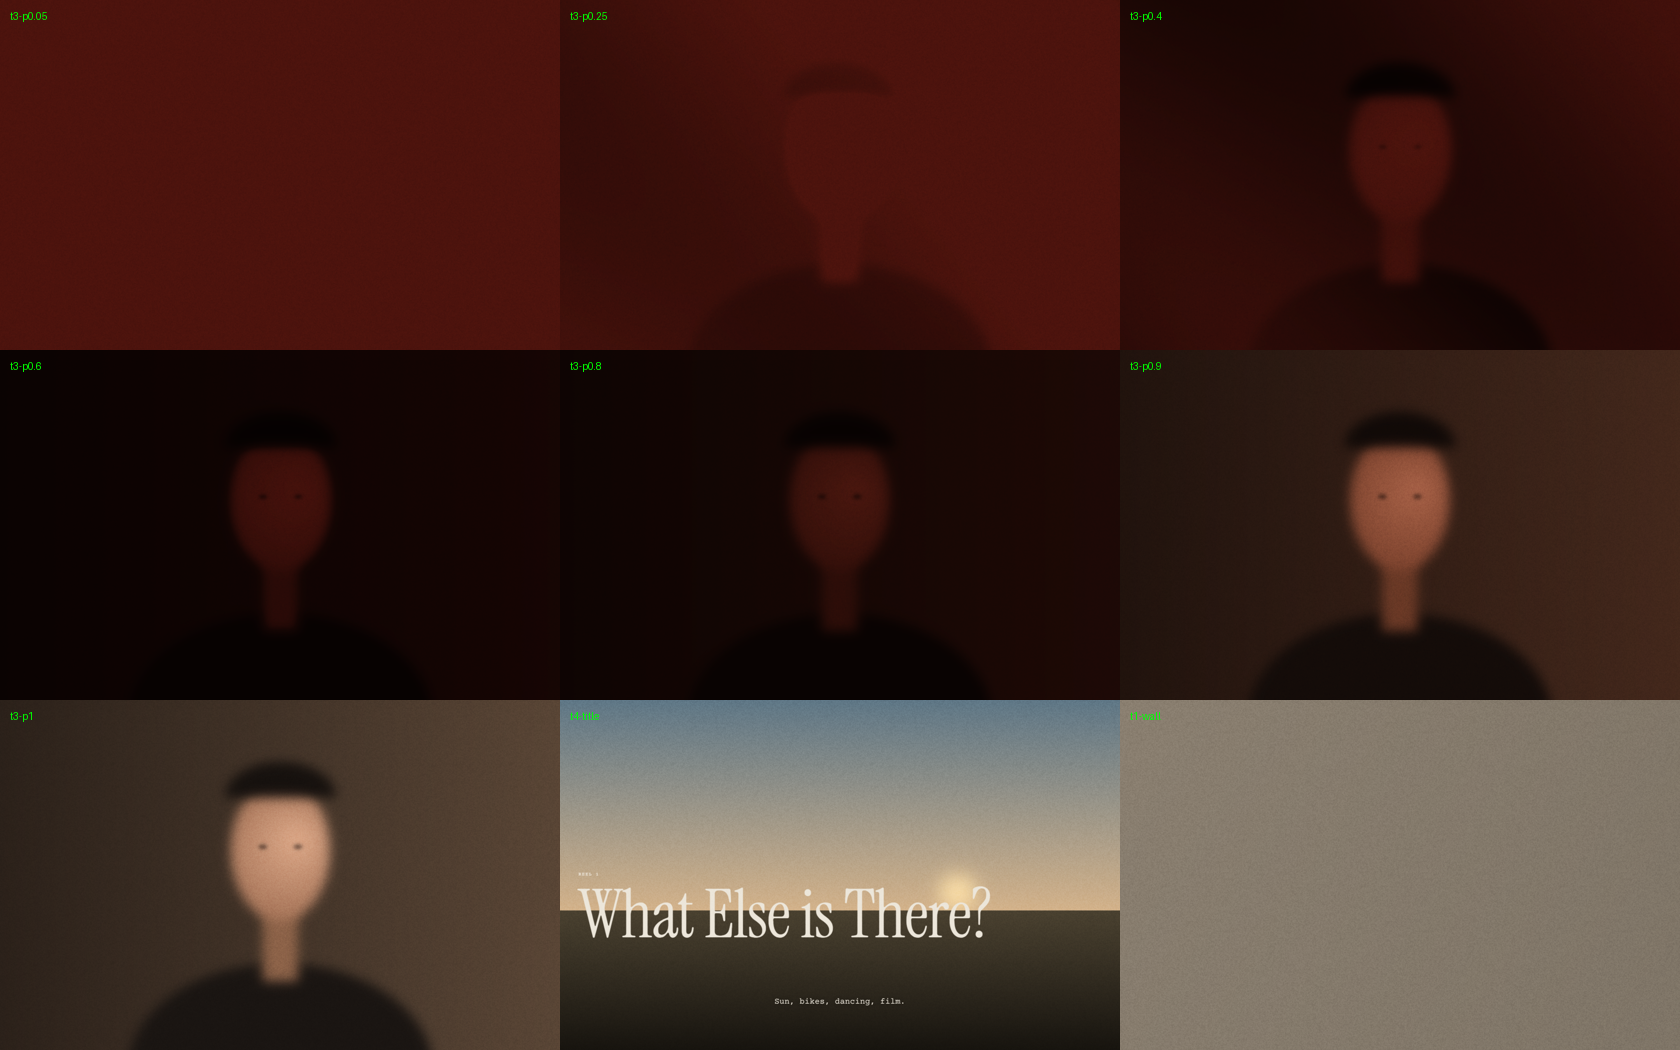 t3-p0.05
t3-p0.25
t3-p0.4
t3-p0.6
t3-p0.8
t3-p0.9
t3-p1
t4-title
t1-wall
What Else is There?
Sun, bikes, dancing, film.